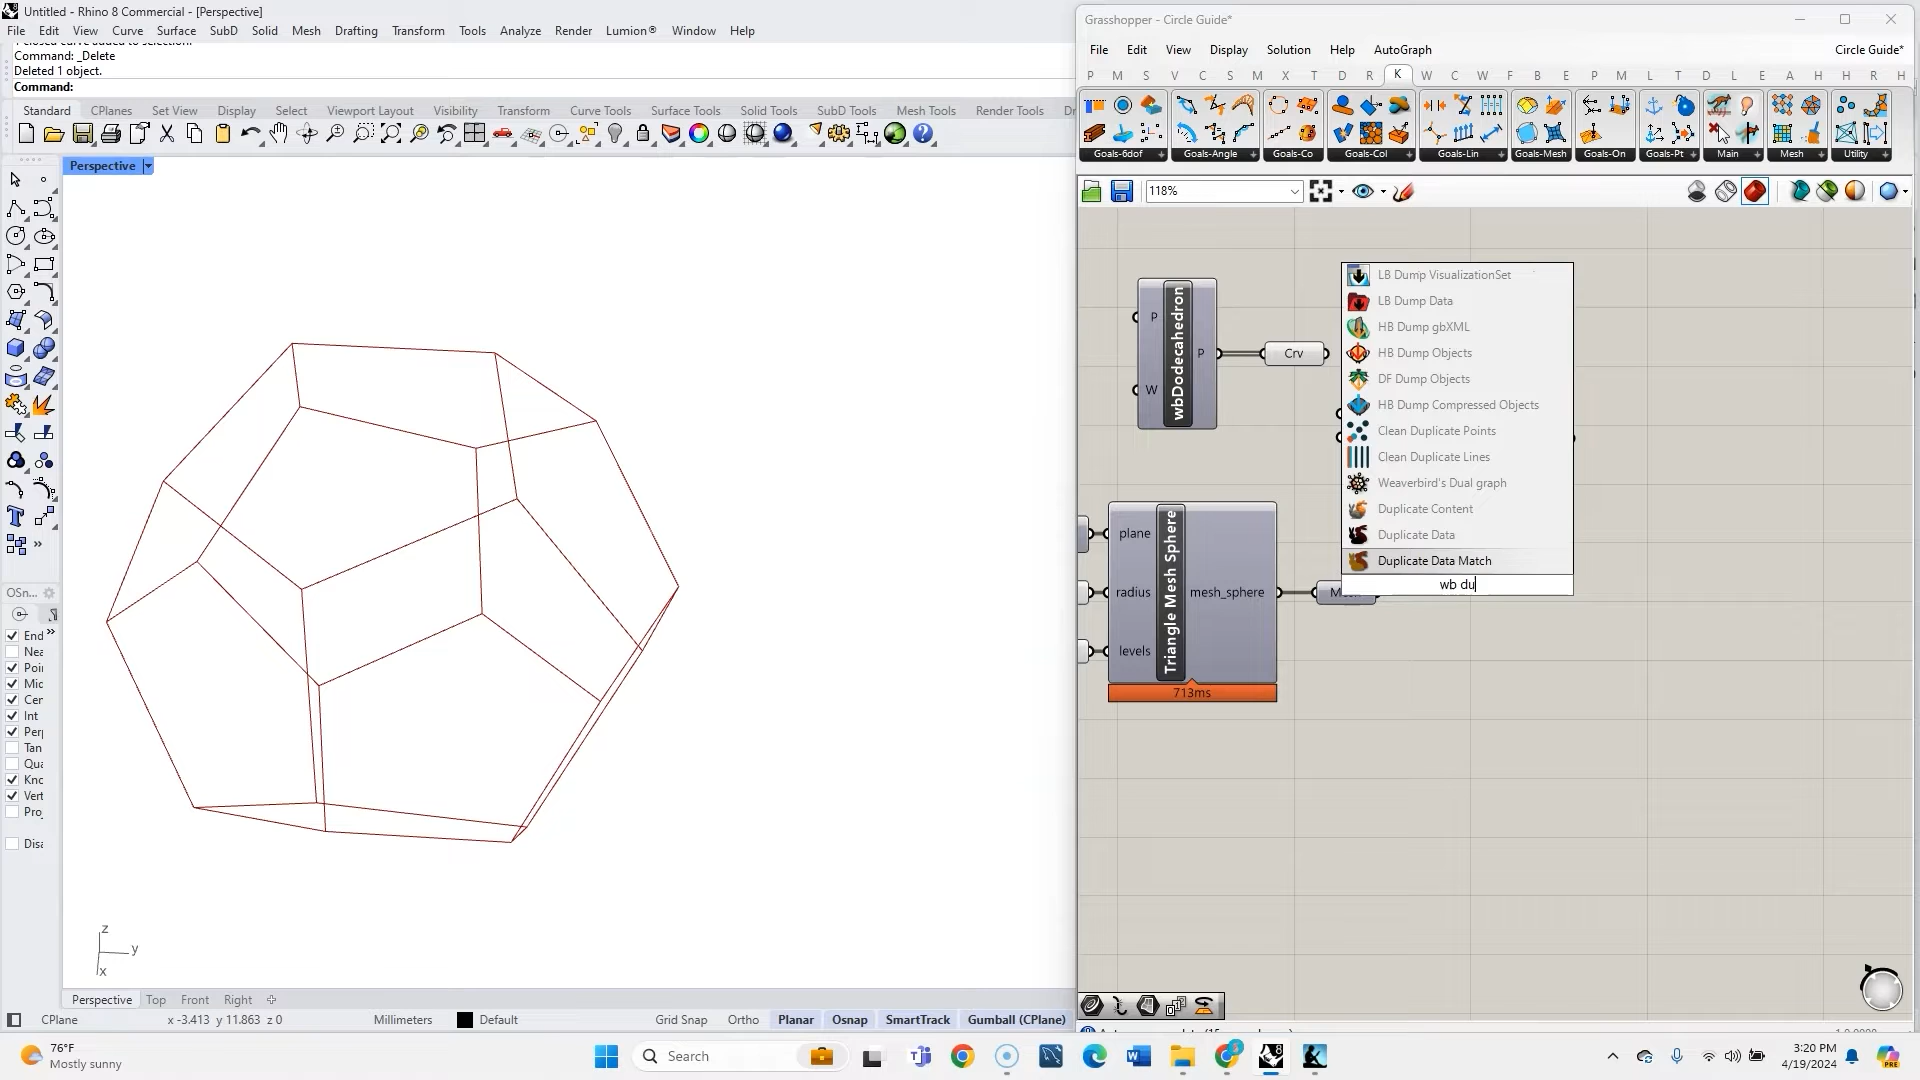 Untitled - Rhino 8 Commercial - [Perspective]
File Edit View Curve Surface SubD Solid Mesh Drafting Transform Tools Analyze Render Lumion® Window Help
Command: _Delete
Deleted 1 object.
Command:
Standard CPlanes Set View Display Select Viewport Layout Visibility Transform Curve Tools Surface Tools Solid Tools SubD Tools Mesh Tools Render Tools Dr
Perspective
OSn...
End
Nea
Poi
Mid
Cer
Int
Per
Tan
Qua
Kno
Vert
Proj
Disa
z
y
x
Perspective Top Front Right
CPlane x -3.413 y 11.863 z 0 Millimeters Default Grid Snap Ortho Planar Osnap SmartTrack Gumball (CPlane)
Grasshopper - Circle Guide*
File Edit View Display Solution Help AutoGraph Circle Guide*
P M S V C S M X T D R K W C W F B E P M L T D L E A H H R H
Goals-6dof Goals-Angle Goals-Co Goals-Col Goals-Lin Goals-Mesh Goals-On Goals-Pt Main Mesh Utility
118%
P
W
wbDodecahedron
P
Crv
plane
radius
levels
Triangle Mesh Sphere
mesh_sphere
713ms
LB Dump VisualizationSet
LB Dump Data
HB Dump gbXML
HB Dump Objects
DF Dump Objects
HB Dump Compressed Objects
Clean Duplicate Points
Clean Duplicate Lines
Weaverbird's Dual graph
Duplicate Content
Duplicate Data
Duplicate Data Match
wb du
76°F
Mostly sunny
Search
3:20 PM
4/19/2024